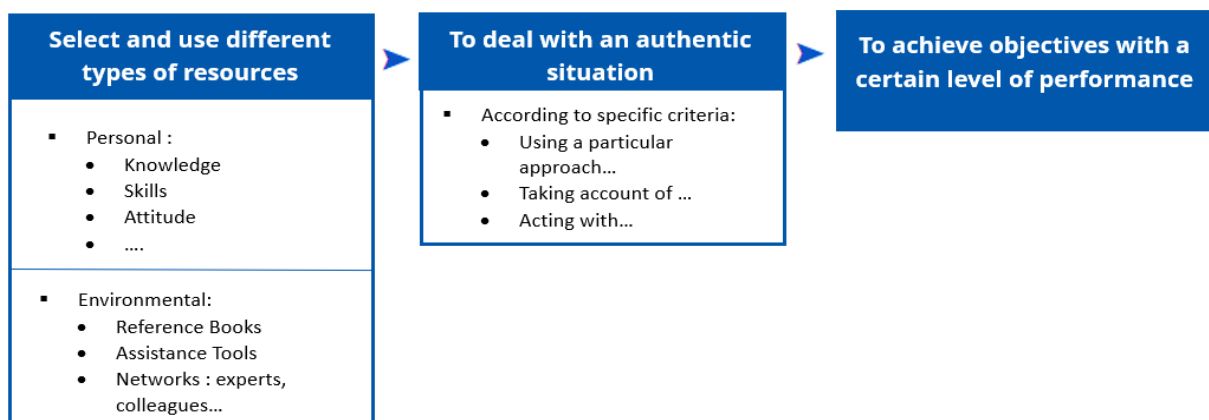 Select and use different
types of resources
▪ Personal :
• Knowledge
• Skills
• Attitude
• ....
▪ Environmental:
• Reference Books
• Assistance Tools
• Networks : experts,
colleagues...
To deal with an authentic
situation
▪ According to specific criteria:
• Using a particular
approach...
• Taking account of ...
• Acting with...
To achieve objectives with a
certain level of performance